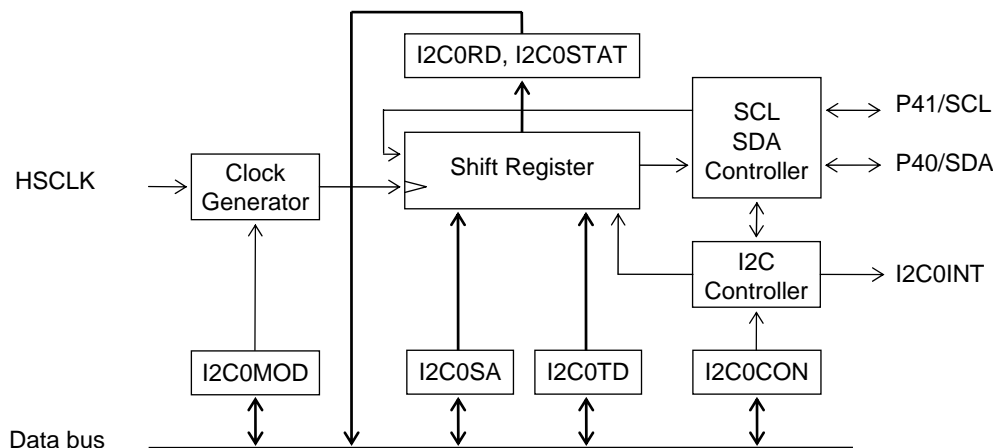 I2C0RD, I2C0STAT
SCL
SDA
Controller
P41/SCL
P40/SDA
HSCLK
Clock
Generator
Shift Register
I2C
Controller
I2C0INT
I2C0MOD
I2C0SA
I2C0TD
I2C0CON
Data bus